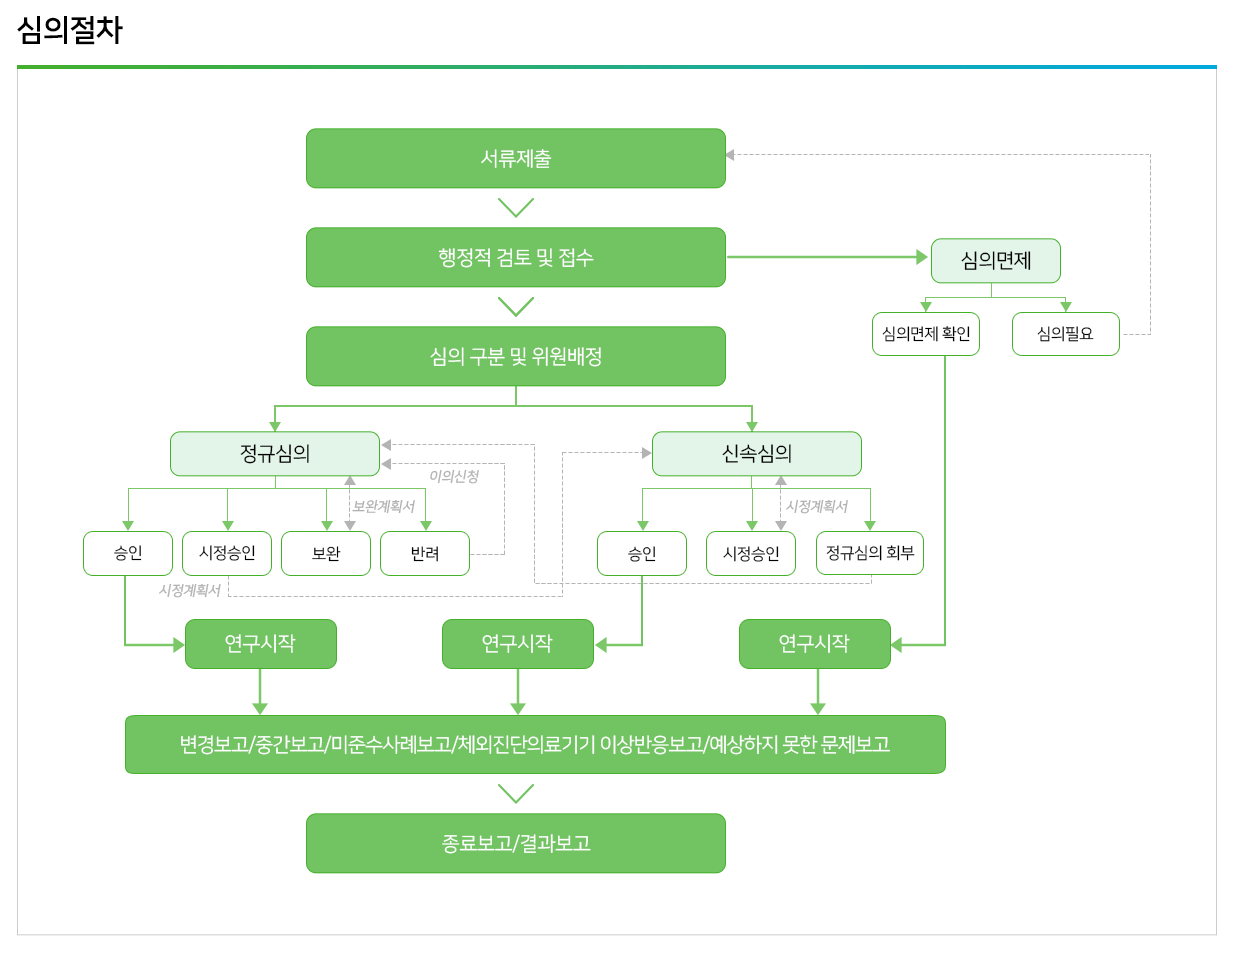 심의절차
서류제출
행정적 검토 및 접수
심의면제
심의면제 확인
심의필요
심의 구분 및 위원배정
정규심의
신속심의
이의신청
보완계획서
시정계획서
승인
시정승인
보완
반려
승인
시정승인
정규심의 회부
시정계획서
연구시작
연구시작
연구시작
변경보고/중간보고/미준수사례보고/체외진단의료기기 이상반응보고/예상하지 못한 문제보고
종료보고/결과보고